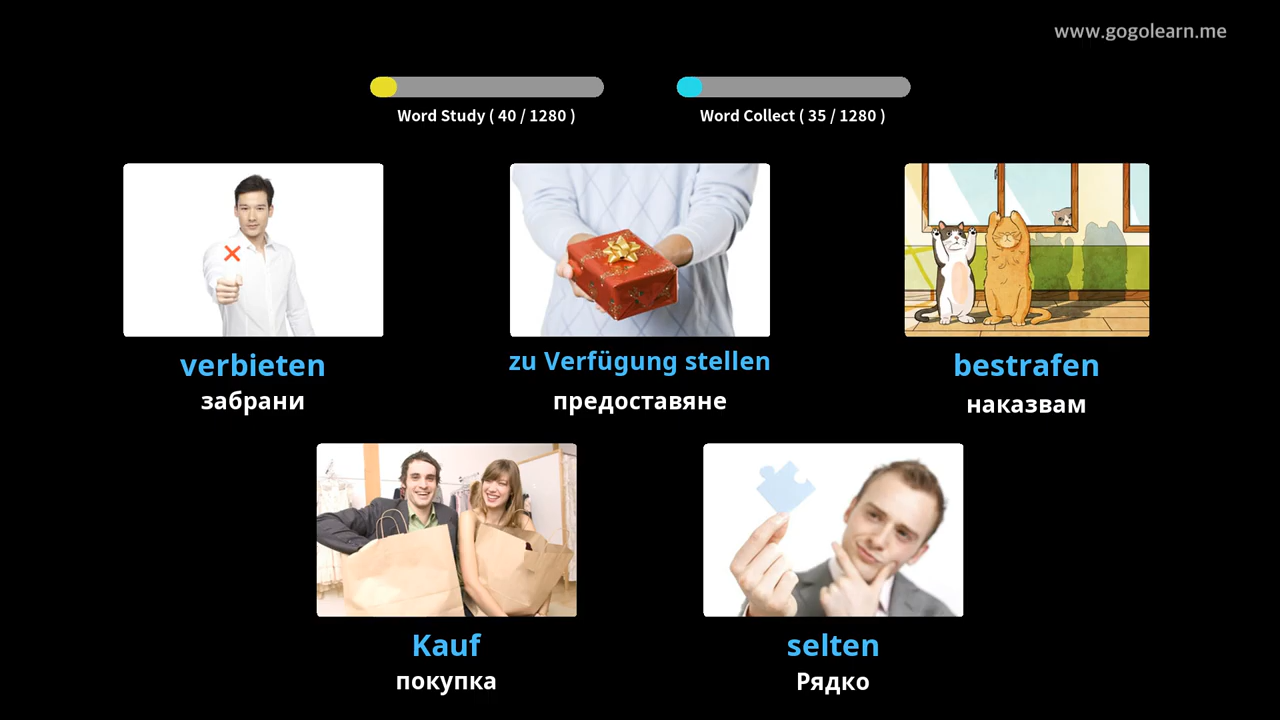 www.gogolearn.me
Word Study ( 40 / 1280 )
Word Collect ( 35 / 1280 )
verbieten
забрани
zu Verfügung stellen
предоставяне
bestrafen
наказвам
Kauf
покупка
selten
Рядко